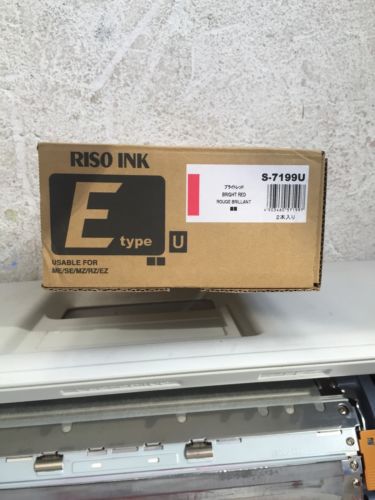 RISO INK
E type U
USABLE FOR
ME/SE/MZ/RZ/EZ
S-7199U
ブライトレッド
BRIGHT RED
ROUGE BRILLANT
2本入り